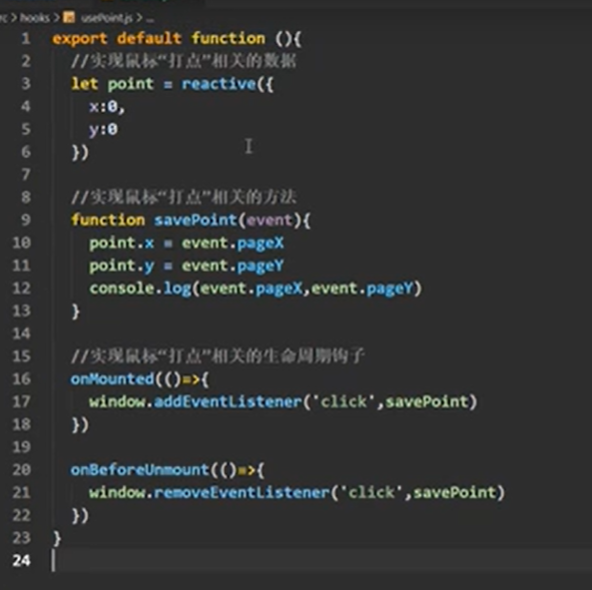 rc > hooks > usePoint.js > ...
1 export default function (){
2 //实现鼠标“打点”相关的数据
3 let point = reactive({
4 x:0,
5 y:0
6 })
7
8 //实现鼠标“打点”相关的方法
9 function savePoint(event){
10 point.x = event.pageX
11 point.y = event.pageY
12 console.log(event.pageX,event.pageY)
13 }
14
15 //实现鼠标“打点”相关的生命周期钩子
16 onMounted(()=>{
17 window.addEventListener('click',savePoint)
18 })
19
20 onBeforeUnmount(()=>{
21 window.removeEventListener('click',savePoint)
22 })
23 }
24